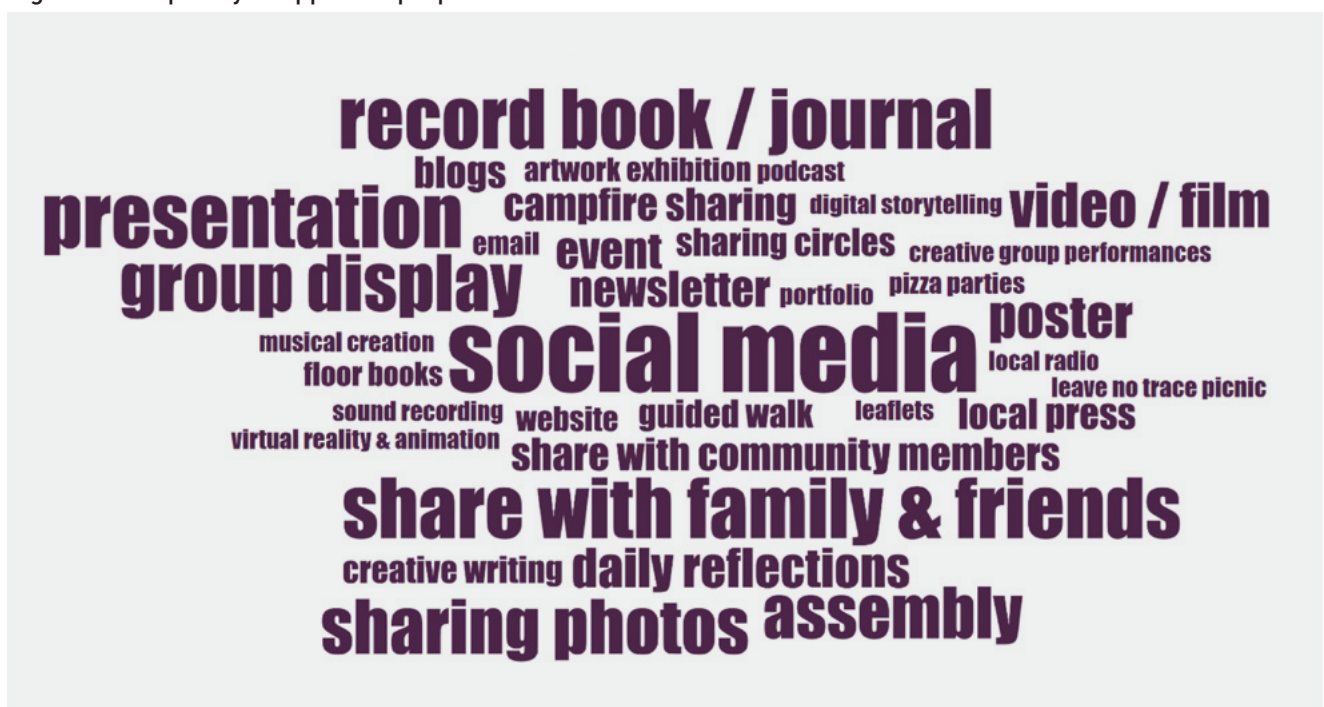 record book / journal
blogs artwork exhibition podcast
presentation campfire sharing digital storytelling video / film
email event sharing circles creative group performances
group display newsletter portfolio pizza parties
poster
musical creation social media local radio
floor books leave no trace picnic
sound recording website guided walk leaflets local press
virtual reality & animation
share with community members
share with family & friends
creative writing daily reflections
sharing photos assembly